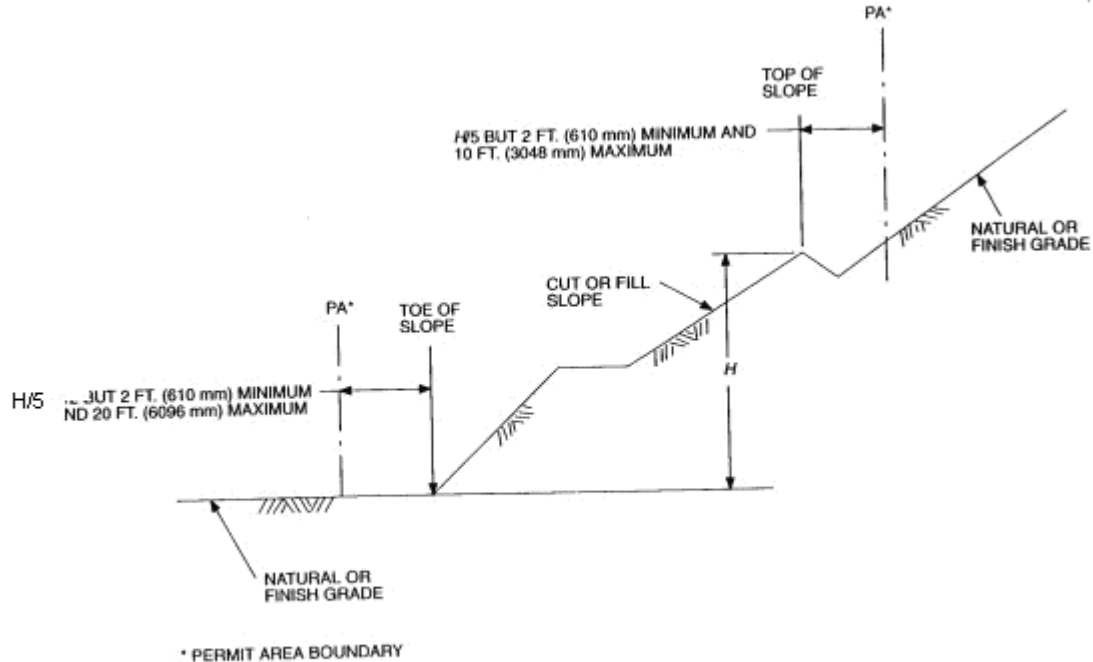 PA*
TOP OF
SLOPE
H/5 BUT 2 FT. (610 mm) MINIMUM AND
10 FT. (3048 mm) MAXIMUM
NATURAL OR
FINISH GRADE
CUT OR FILL
SLOPE
PA*
TOE OF
SLOPE
H
H/5 BUT 2 FT. (610 mm) MINIMUM
ND 20 FT. (6096 mm) MAXIMUM
NATURAL OR
FINISH GRADE
* PERMIT AREA BOUNDARY